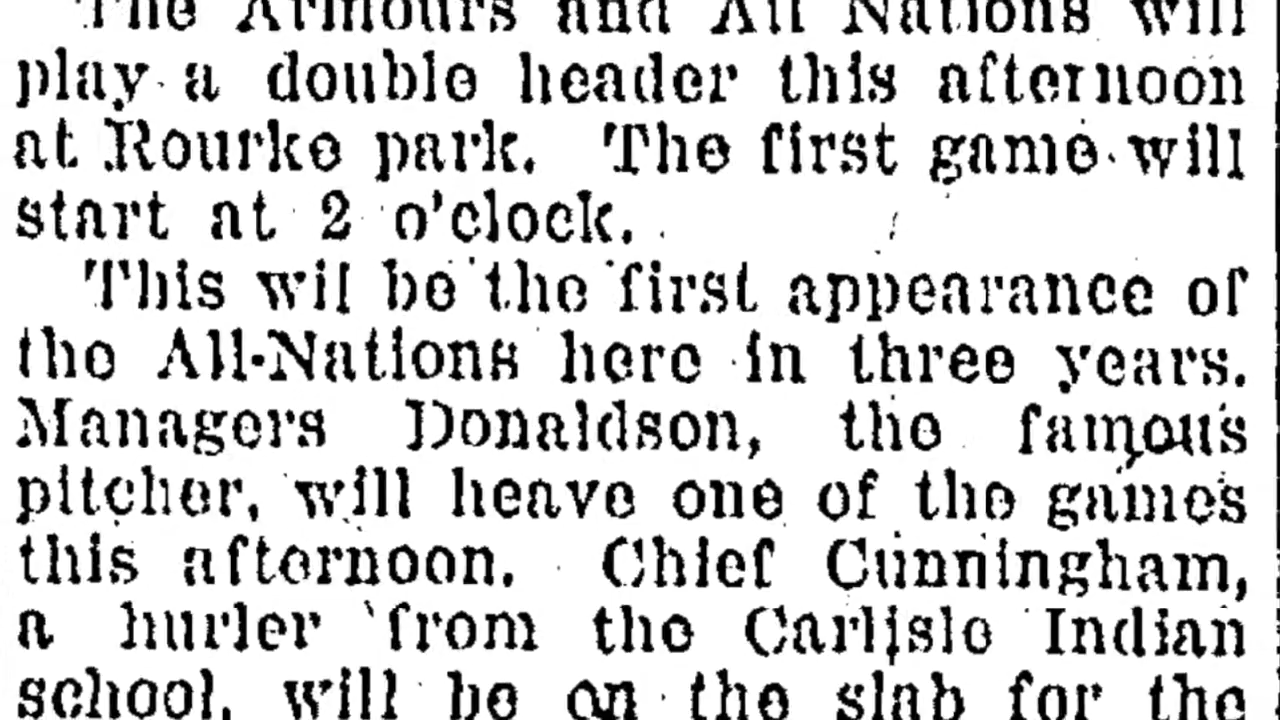 The Armours and All Nations will
play a double header this afternoon
at Rourke park. The first game will
start at 2 o'clock.
This wil be the first appearance of
the All-Nations here in three years.
Managers Donaldson, the famous
pitcher, will heave one of the games
this afternoon. Chief Cunningham,
a hurler from the Carlisle Indian
school, will be on the slab for the